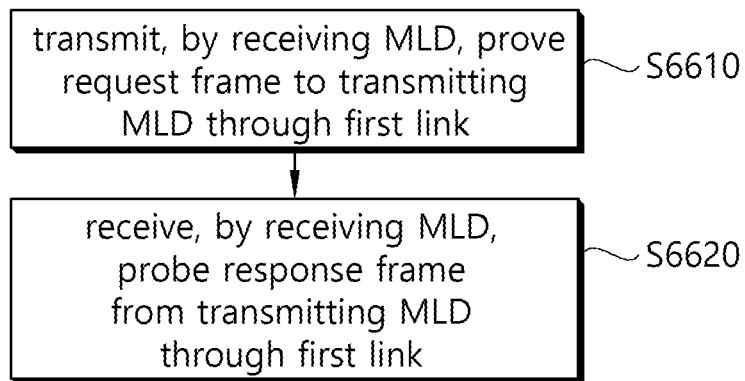 transmit, by receiving MLD, prove
request frame to transmitting
MLD through first link
S6610
receive, by receiving MLD,
probe response frame
from transmitting MLD
through first link
S6620